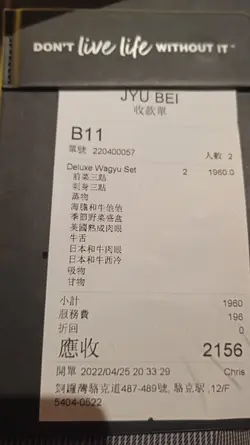 DON'T live life WITHOUT IT™
JYU BEI
收款單
B11
單號 220400057 人數 2
Deluxe Wagyu Set 2 1960.0
前菜三點
刺身三點
蒸物
海膽和牛他他
季節野菜盛盒
美國熟成肉眼
牛舌
日本和牛肉眼
日本和牛西冷
吸物
甘物
小計 1960
服務費 196
折回 0
應收 2156
開單 2022/04/25 20 33 29 Chris
銅鑼灣駱克道487-489號, 駱克駅 ,12/F
5404-0522